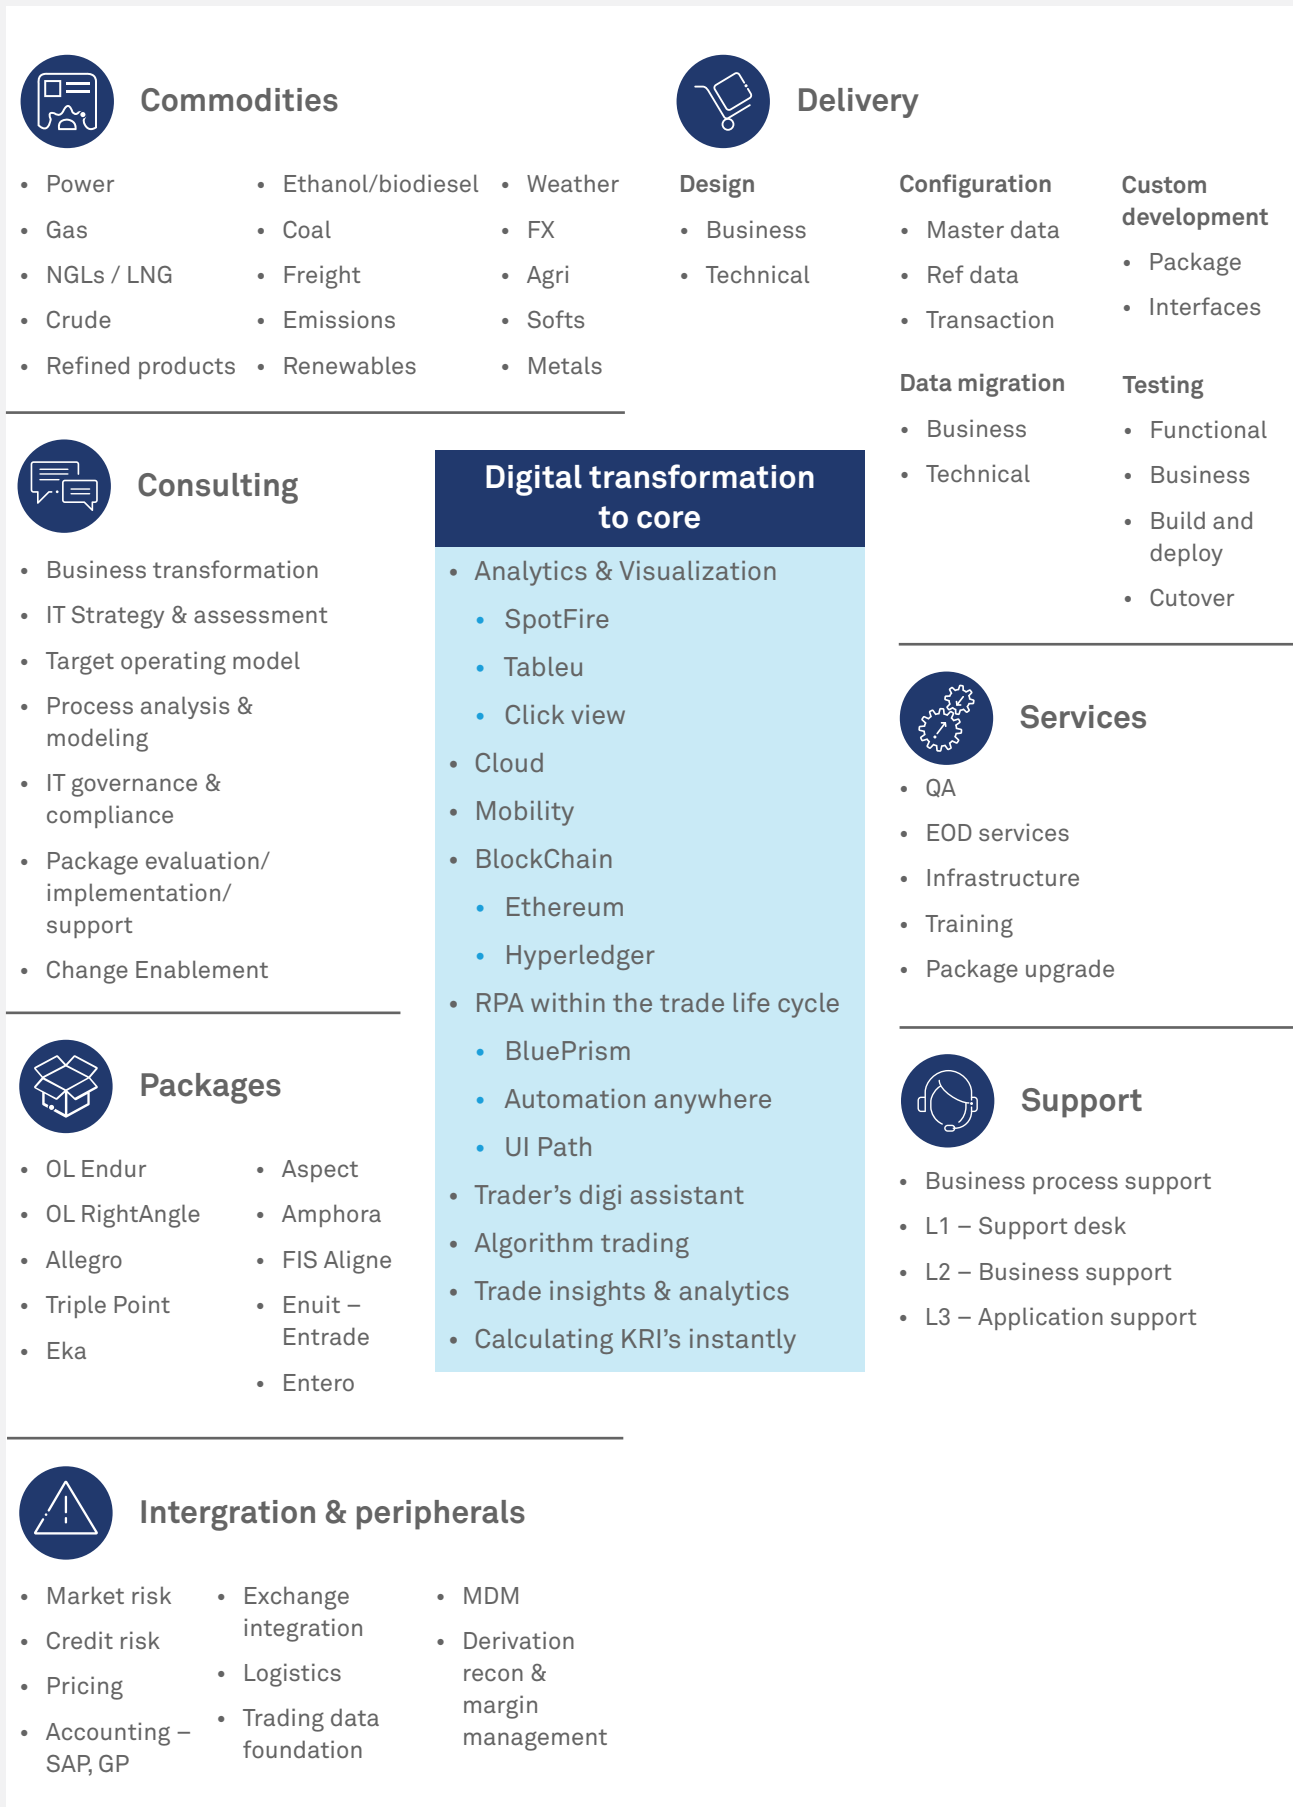 Commodities
• Power
• Gas
• NGLs / LNG
• Crude
• Refined products
• Ethanol/biodiesel
• Coal
• Freight
• Emissions
• Renewables
• Weather
• FX
• Agri
• Softs
• Metals
Delivery
Design
• Business
• Technical
Configuration
• Master data
• Ref data
• Transaction
Custom
development
• Package
• Interfaces
Data migration
• Business
• Technical
Testing
• Functional
• Business
• Build and
deploy
• Cutover
Consulting
• Business transformation
• IT Strategy & assessment
• Target operating model
• Process analysis &
modeling
• IT governance &
compliance
• Package evaluation/
implementation/
support
• Change Enablement
Digital transformation
to core
• Analytics & Visualization
• SpotFire
• Tableu
• Click view
• Cloud
• Mobility
• BlockChain
• Ethereum
• Hyperledger
• RPA within the trade life cycle
• BluePrism
• Automation anywhere
• UI Path
• Trader’s digi assistant
• Algorithm trading
• Trade insights & analytics
• Calculating KRI’s instantly
Services
• QA
• EOD services
• Infrastructure
• Training
• Package upgrade
Packages
• OL Endur
• OL RightAngle
• Allegro
• Triple Point
• Eka
• Aspect
• Amphora
• FIS Aligne
• Enuit –
Entrade
• Entero
Support
• Business process support
• L1 – Support desk
• L2 – Business support
• L3 – Application support
Intergration & peripherals
• Market risk
• Credit risk
• Pricing
• Accounting –
SAP, GP
• Exchange
integration
• Logistics
• Trading data
foundation
• MDM
• Derivation
recon &
margin
management